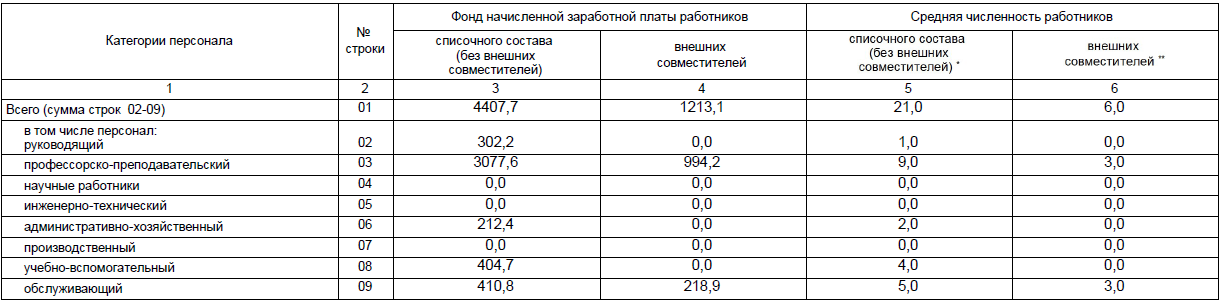 Категории персонала № строки Фонд начисленной заработной платы работников Средняя численность работников
списочного состава (без внешних совместителей) внешних совместителей списочного состава (без внешних совместителей) * внешних совместителей **
1 2 3 4 5 6
Всего (сумма строк 02-09) 01 4407,7 1213,1 21,0 6,0
в том числе персонал:
руководящий 02 302,2 0,0 1,0 0,0
профессорско-преподавательский 03 3077,6 994,2 9,0 3,0
научные работники 04 0,0 0,0 0,0 0,0
инженерно-технический 05 0,0 0,0 0,0 0,0
административно-хозяйственный 06 212,4 0,0 2,0 0,0
производственный 07 0,0 0,0 0,0 0,0
учебно-вспомогательный 08 404,7 0,0 4,0 0,0
обслуживающий 09 410,8 218,9 5,0 3,0